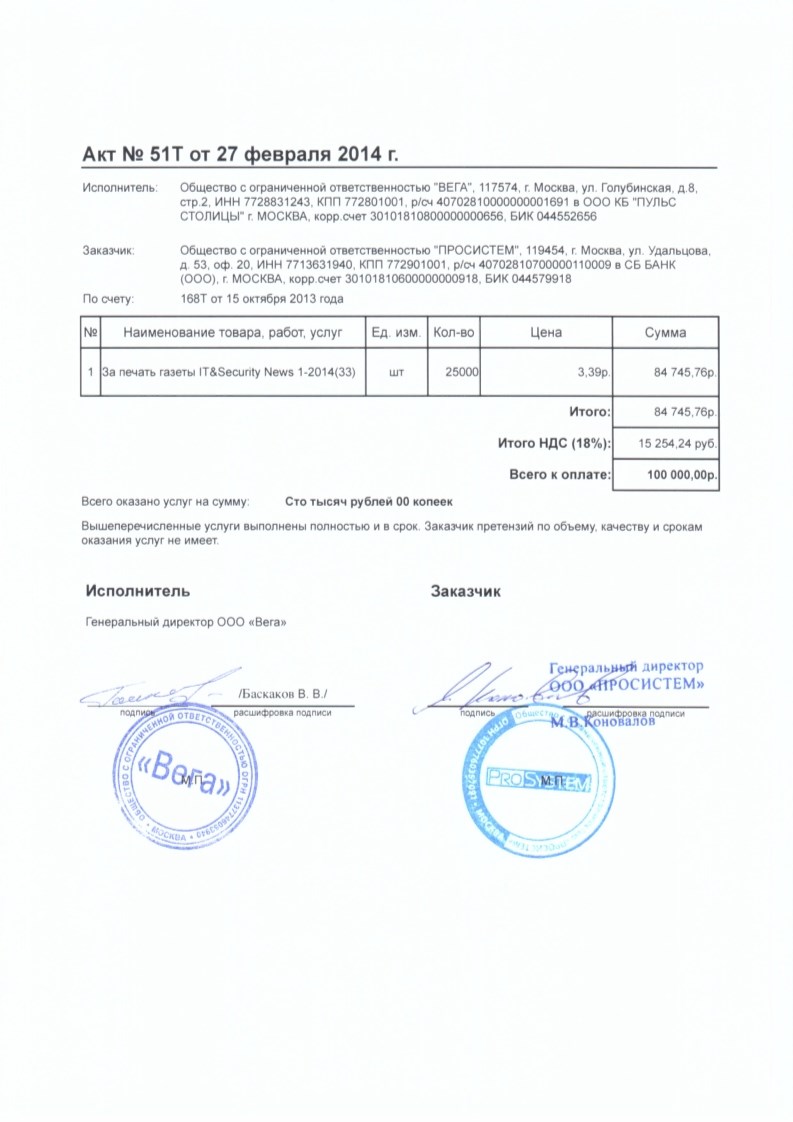 Акт № 51Т от 27 февраля 2014 г.
Исполнитель: Общество с ограниченной ответственностью "ВЕГА", 117574, г. Москва, ул. Голубинская, д.8,
стр.2, ИНН 7728831243, КПП 772801001, р/сч 40702810000000001691 в ООО КБ "ПУЛЬС
СТОЛИЦЫ" г. МОСКВА, корр.счет 30101810800000000656, БИК 044552656
Заказчик: Общество с ограниченной ответственностью "ПРОСИСТЕМ", 119454, г. Москва, ул. Удальцова,
д. 53, оф. 20, ИНН 7713631940, КПП 772901001, р/сч 40702810700000110009 в СБ БАНК
(ООО), г. МОСКВА, корр.счет 30101810600000000918, БИК 044579918
По счету: 168Т от 15 октября 2013 года
№ Наименование товара, работ, услуг Ед. изм. Кол-во Цена Сумма
1 За печать газеты IT&Security News 1-2014(33) шт 25000 3,39р. 84 745,76р.
Итого: 84 745,76р.
Итого НДС (18%): 15 254,24 руб.
Всего к оплате: 100 000,00р.
Всего оказано услуг на сумму: Сто тысяч рублей 00 копеек
Вышеперечисленные услуги выполнены полностью и в срок. Заказчик претензий по объему, качеству и срокам
оказания услуг не имеет.
Исполнитель Заказчик
Генеральный директор ООО «Вега»
Генеральный директор
ООО «ПРОСИСТЕМ»
/Баскаков В. В./
подпись расшифровка подписи подпись расшифровка подписи
М.В.Коновалов
ОБЩЕСТВО С ОГРАНИЧЕННОЙ ОТВЕТСТВЕННОСТЬЮ ОГРН
• МОСКВА •
«Вега»
М.П.
PROSYSTEM
М.П.
Общество
МОСКВА